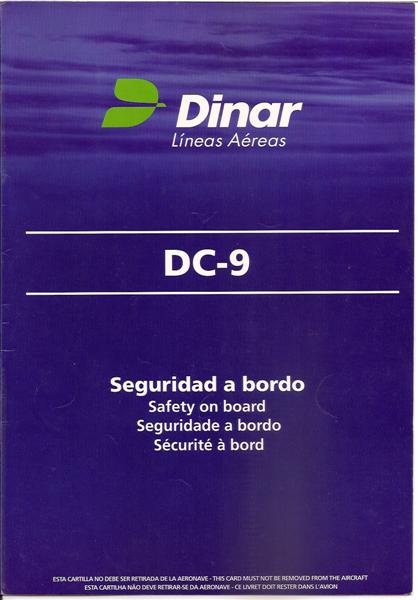 Dinar
Líneas Aéreas
DC-9
Seguridad a bordo
Safety on board
Seguridade a bordo
Sécurité à bord
ESTA CARTILLA NO DEBE SER RETIRADA DE LA AERONAVE - THIS CARD MUST NOT BE REMOVED FROM THE AIRCRAFT
ESTA CARTILHA NÃO DEVE RETIRAR-SE DA AERONAVE - CE LIVRET DOIT RESTER DANS L'AVION